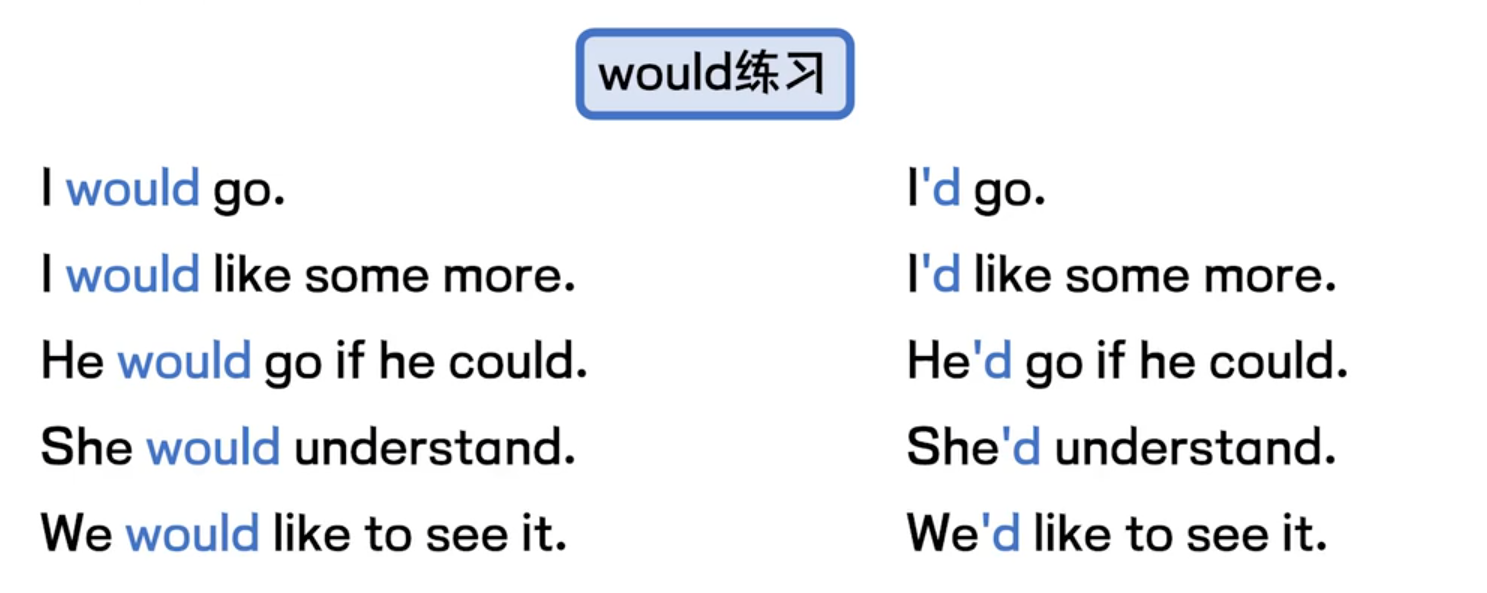 would练习
I would go.
I'd go.
I would like some more.
I'd like some more.
He would go if he could.
He'd go if he could.
She would understand.
She'd understand.
We would like to see it.
We'd like to see it.